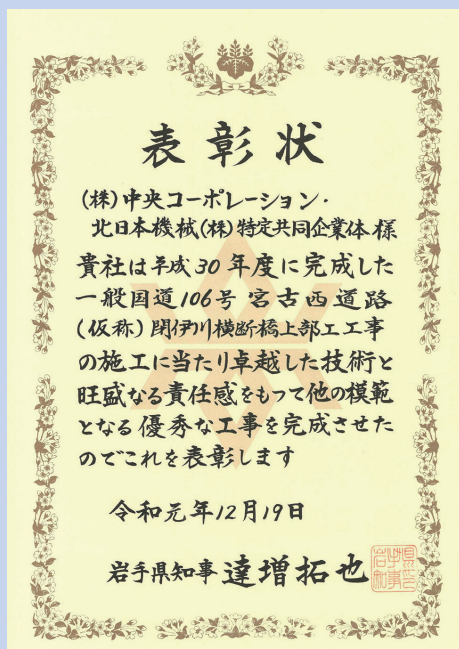 表彰状
(株)中央コーポレーション・
北日本機械(株)特定共同企業体様
貴社は平成30年度に完成した
一般国道106号 宮古西道路
(仮称)閉伊川横断橋上部工工事
の施工に当たり卓越した技術と
旺盛なる責任感をもって他の模範
となる優秀な工事を完成させた
のでこれを表彰します
令和元年12月19日
岩手県知事 達増拓也